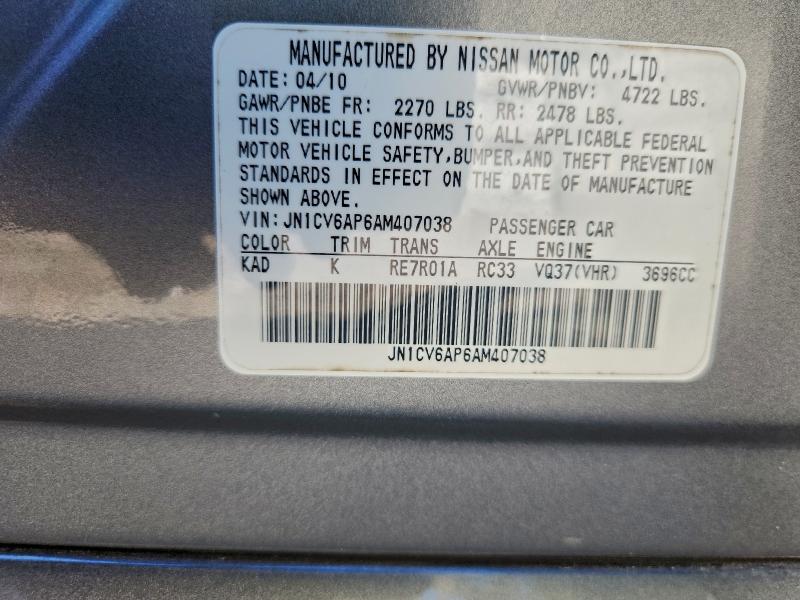 MANUFACTURED BY NISSAN MOTOR CO.,LTD.
DATE: 04/10 GVWR/PNBV: 4722 LBS.
GAWR/PNBE FR: 2270 LBS. RR: 2478 LBS.
THIS VEHICLE CONFORMS TO ALL APPLICABLE FEDERAL
MOTOR VEHICLE SAFETY,BUMPER,AND THEFT PREVENTION
STANDARDS IN EFFECT ON THE DATE OF MANUFACTURE
SHOWN ABOVE.
VIN:JN1CV6AP6AM407038 PASSENGER CAR
COLOR TRIM TRANS AXLE ENGINE
KAD K RE7R01A RC33 VQ37(VHR) 3696CC
JN1CV6AP6AM407038